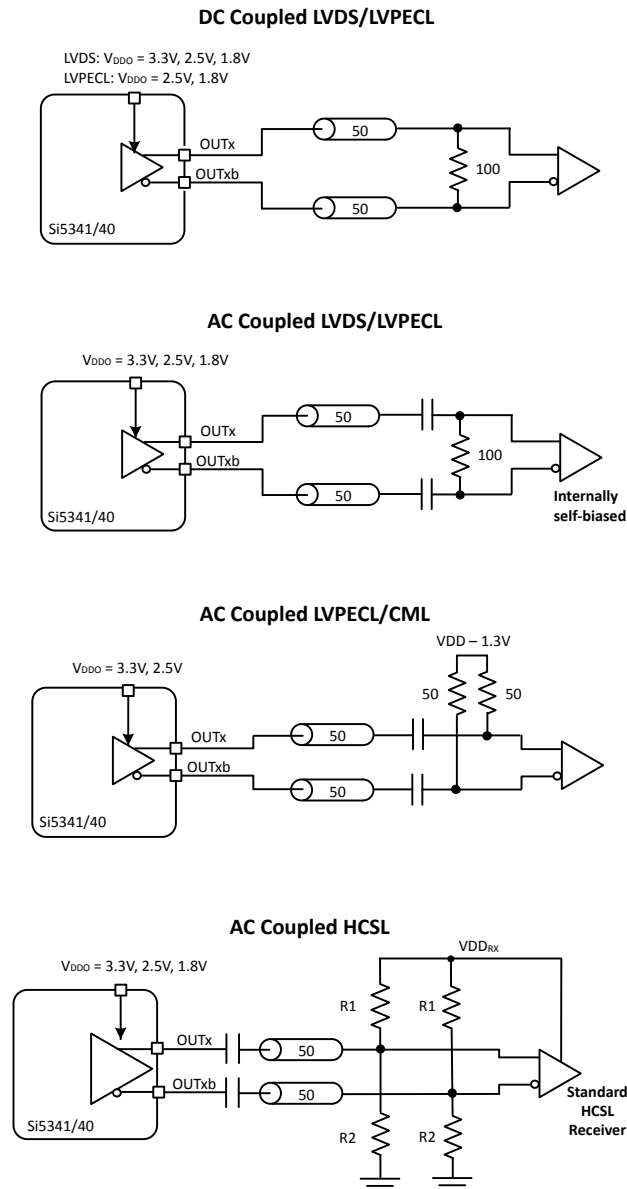 DC Coupled LVDS/LVPECL
LVDS: VDDO = 3.3V, 2.5V, 1.8V
LVPECL: VDDO = 2.5V, 1.8V
OUTx
50
100
OUTxb
50
Si5341/40
AC Coupled LVDS/LVPECL
VDDO = 3.3V, 2.5V, 1.8V
OUTx
50
100
OUTxb
50
Internally
self-biased
Si5341/40
AC Coupled LVPECL/CML
VDD – 1.3V
VDDO = 3.3V, 2.5V
50
50
OUTx
50
OUTxb
50
Si5341/40
AC Coupled HCSL
VDDRX
VDDO = 3.3V, 2.5V, 1.8V
R1
R1
OUTx
50
OUTxb
50
Standard
HCSL
Receiver
R2
R2
Si5341/40